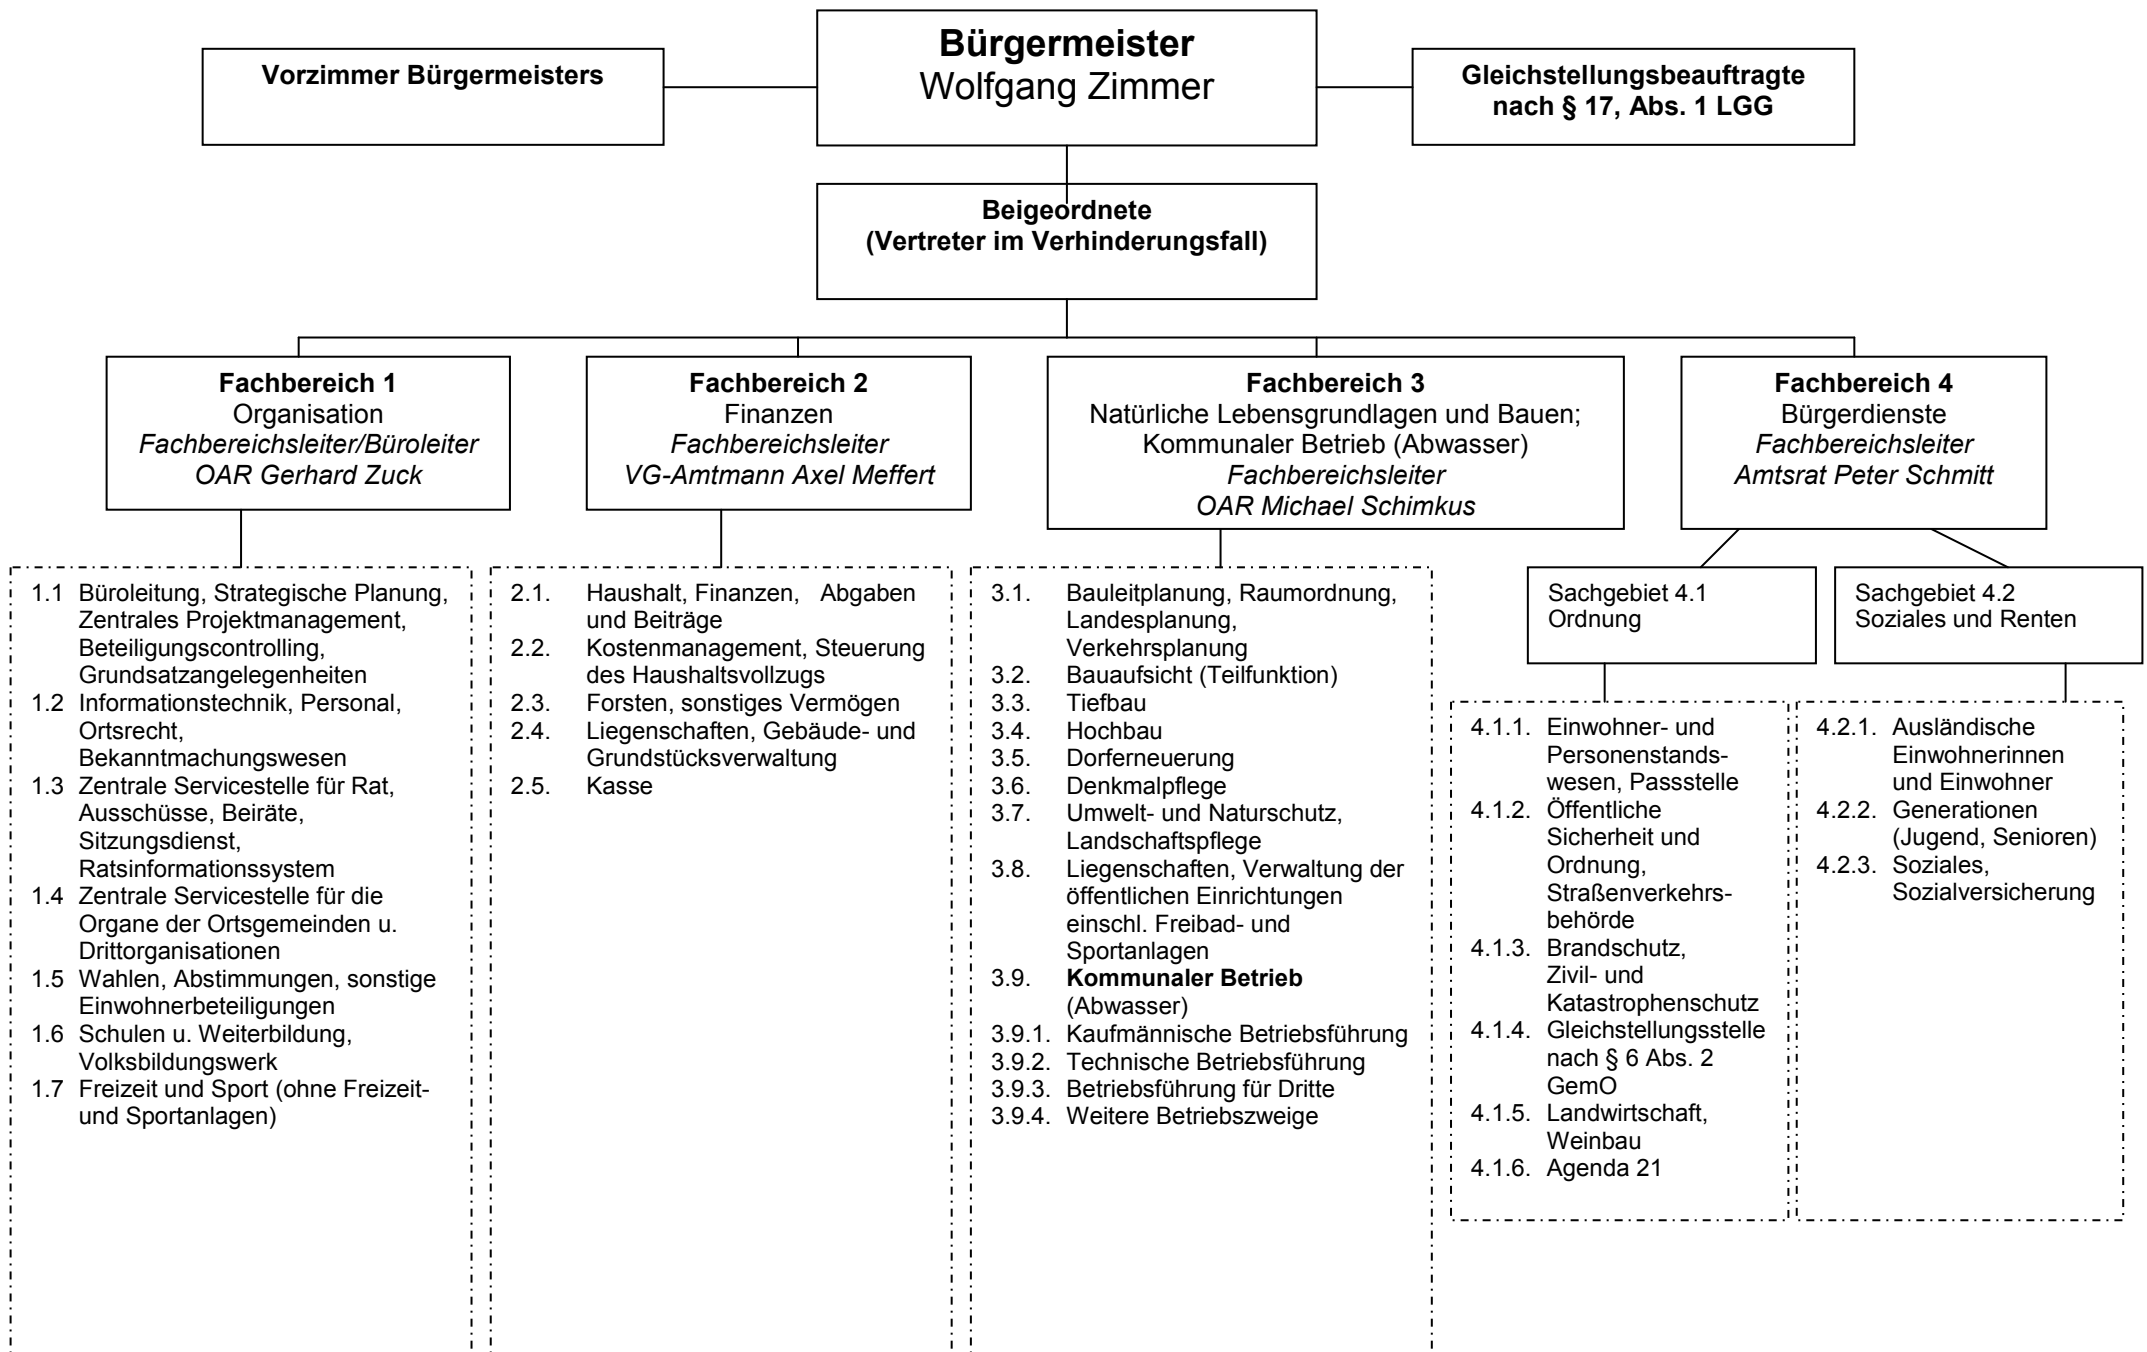 Bürgermeister
Wolfgang Zimmer
Vorzimmer Bürgermeisters
Gleichstellungsbeauftragte
nach § 17, Abs. 1 LGG
Beigeordnete
(Vertreter im Verhinderungsfall)
Fachbereich 1
Organisation
Fachbereichsleiter/Büroleiter
OAR Gerhard Zuck
Fachbereich 2
Finanzen
Fachbereichsleiter
VG-Amtmann Axel Meffert
Fachbereich 3
Natürliche Lebensgrundlagen und Bauen;
Kommunaler Betrieb (Abwasser)
Fachbereichsleiter
OAR Michael Schimkus
Fachbereich 4
Bürgerdienste
Fachbereichsleiter
Amtsrat Peter Schmitt
1.1 Büroleitung, Strategische Planung,
Zentrales Projektmanagement,
Beteiligungscontrolling,
Grundsatzangelegenheiten
1.2 Informationstechnik, Personal,
Ortsrecht,
Bekanntmachungswesen
1.3 Zentrale Servicestelle für Rat,
Ausschüsse, Beiräte,
Sitzungsdienst,
Ratsinformationssystem
1.4 Zentrale Servicestelle für die
Organe der Ortsgemeinden u.
Drittorganisationen
1.5 Wahlen, Abstimmungen, sonstige
Einwohnerbeteiligungen
1.6 Schulen u. Weiterbildung,
Volksbildungswerk
1.7 Freizeit und Sport (ohne Freizeit-
und Sportanlagen)
2.1. Haushalt, Finanzen, Abgaben
und Beiträge
2.2. Kostenmanagement, Steuerung
des Haushaltsvollzugs
2.3. Forsten, sonstiges Vermögen
2.4. Liegenschaften, Gebäude- und
Grundstücksverwaltung
2.5. Kasse
3.1. Bauleitplanung, Raumordnung,
Landesplanung,
Verkehrsplanung
3.2. Bauaufsicht (Teilfunktion)
3.3. Tiefbau
3.4. Hochbau
3.5. Dorferneuerung
3.6. Denkmalpflege
3.7. Umwelt- und Naturschutz,
Landschaftspflege
3.8. Liegenschaften, Verwaltung der
öffentlichen Einrichtungen
einschl. Freibad- und
Sportanlagen
3.9. Kommunaler Betrieb
(Abwasser)
3.9.1. Kaufmännische Betriebsführung
3.9.2. Technische Betriebsführung
3.9.3. Betriebsführung für Dritte
3.9.4. Weitere Betriebszweige
Sachgebiet 4.1
Ordnung
4.1.1. Einwohner- und
Personenstands-
wesen, Passstelle
4.1.2. Öffentliche
Sicherheit und
Ordnung,
Straßenverkehrs-
behörde
4.1.3. Brandschutz,
Zivil- und
Katastrophenschutz
4.1.4. Gleichstellungsstelle
nach § 6 Abs. 2
GemO
4.1.5. Landwirtschaft,
Weinbau
4.1.6. Agenda 21
Sachgebiet 4.2
Soziales und Renten
4.2.1. Ausländische
Einwohnerinnen
und Einwohner
4.2.2. Generationen
(Jugend, Senioren)
4.2.3. Soziales,
Sozialversicherung